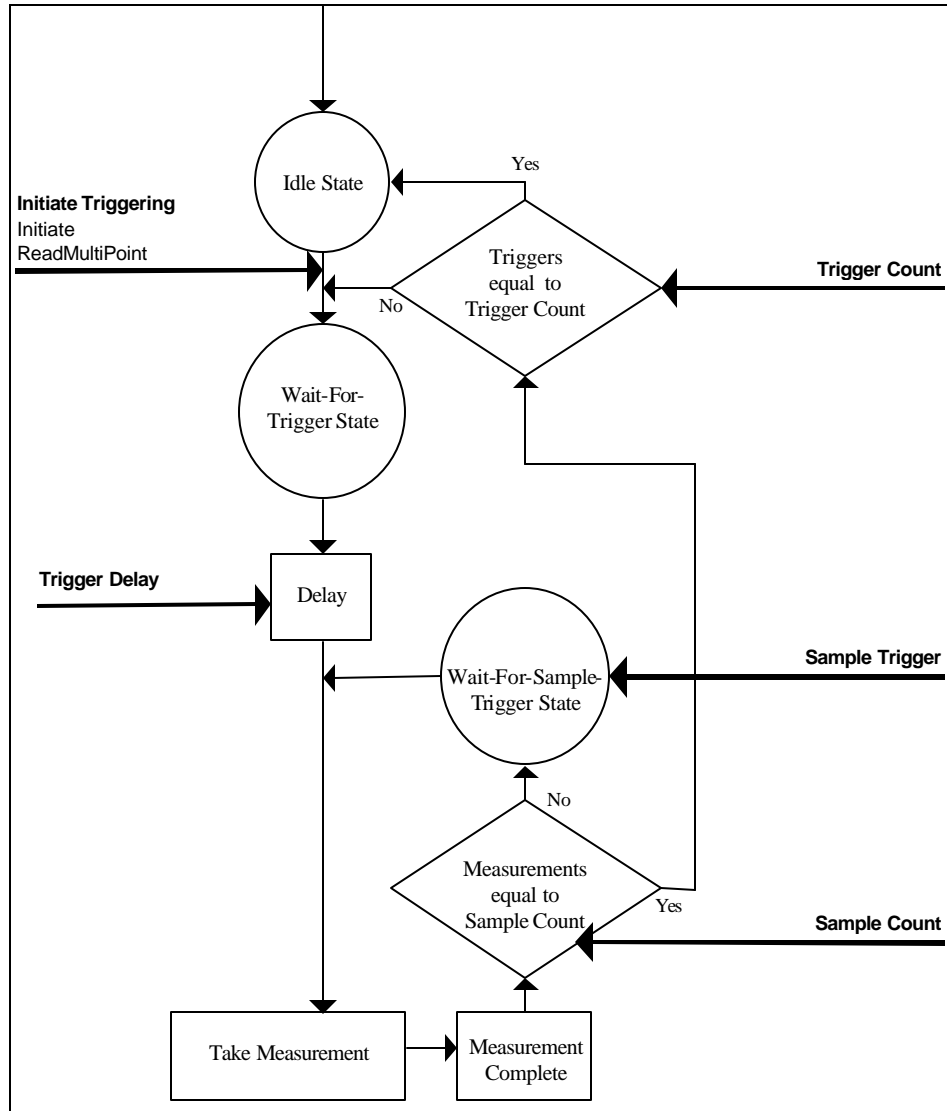 Idle State
Yes
Initiate Triggering
Initiate
ReadMultiPoint
Triggers
equal to
Trigger Count
Trigger Count
No
Wait-For-
Trigger State
Trigger Delay
Delay
Sample Trigger
Wait-For-Sample-
Trigger State
No
Measurements
equal to
Sample Count
Yes
Sample Count
Take Measurement
Measurement
Complete